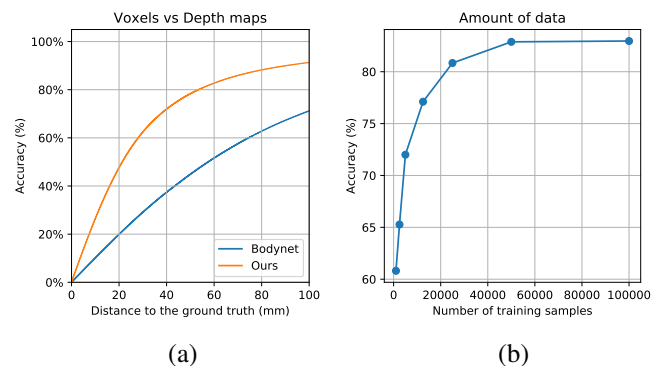 Voxels vs Depth maps
100%
80%
60%
40%
20%
0%
Accuracy (%)
Bodynet
Ours
0 20 40 60 80 100
Distance to the ground truth (mm)
(a)
Amount of data
80
75
70
65
60
Accuracy (%)
0 20000 40000 60000 80000 100000
Number of training samples
(b)